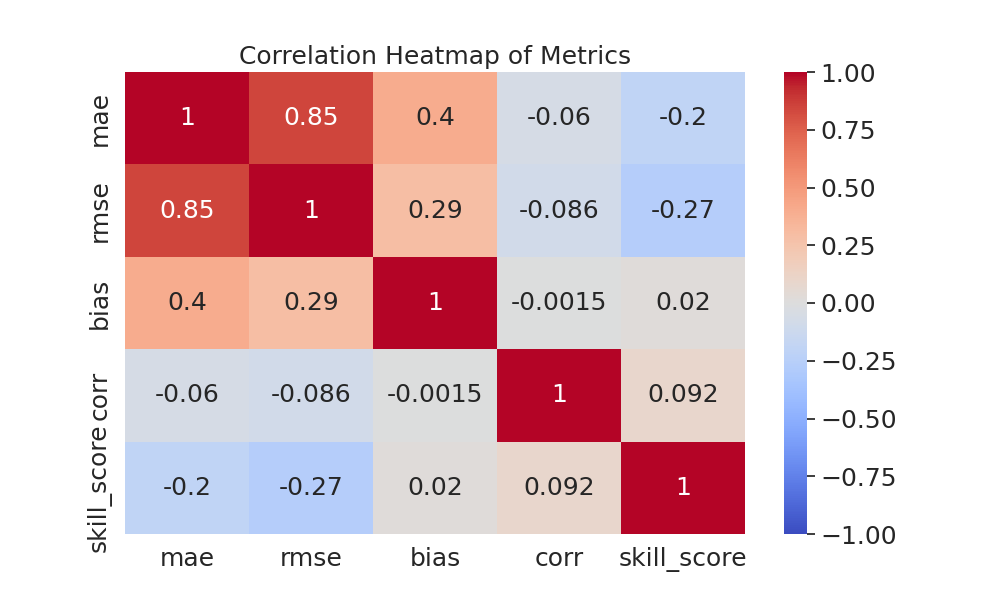 Correlation Heatmap of Metrics
mae 1 0.85 0.4 -0.06 -0.2
rmse 0.85 1 0.29 -0.086 -0.27
bias 0.4 0.29 1 -0.0015 0.02
corr -0.06 -0.086 -0.0015 1 0.092
skill_score -0.2 -0.27 0.02 0.092 1
mae rmse bias corr skill_score
1.00
0.75
0.50
0.25
0.00
−0.25
−0.50
−0.75
−1.00